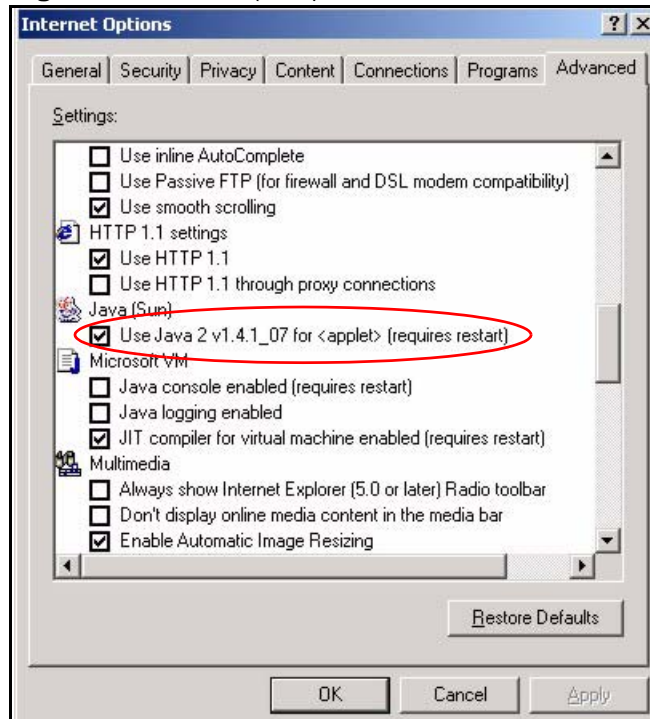 Internet Options
General Security Privacy Content Connections Programs Advanced
Settings:
Use inline AutoComplete
Use Passive FTP (for firewall and DSL modem compatibility)
Use smooth scrolling
HTTP 1.1 settings
Use HTTP 1.1
Use HTTP 1.1 through proxy connections
Java (Sun)
Use Java 2 v1.4.1_07 for <applet> (requires restart)
Microsoft VM
Java console enabled (requires restart)
Java logging enabled
JIT compiler for virtual machine enabled (requires restart)
Multimedia
Always show Internet Explorer (5.0 or later) Radio toolbar
Don't display online media content in the media bar
Enable Automatic Image Resizing
Restore Defaults
OK Cancel Apply